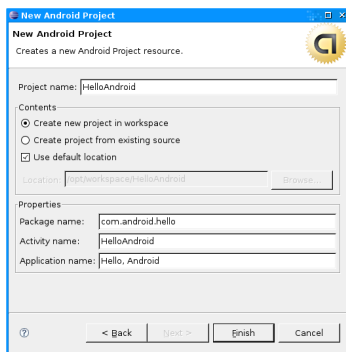 New Android Project
New Android Project
Creates a new Android Project resource.
Project name: HelloAndroid
Contents
Create new project in workspace
Create project from existing source
Use default location
Location: /opt/workspace/HelloAndroid Browse...
Properties
Package name: com.android.hello
Activity name: HelloAndroid
Application name: Hello, Android
? < Back Next > Finish Cancel